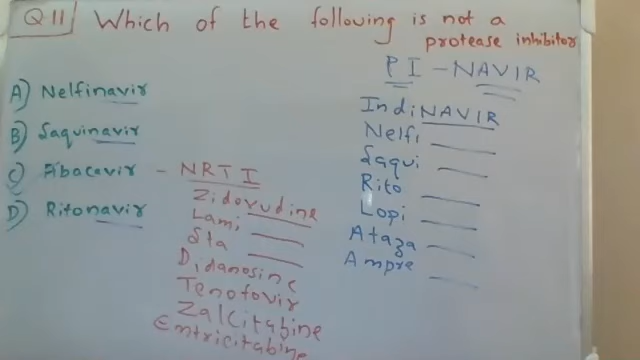 Q11 Which of the following is not a
protease inhibitor
A) Nelfinavir
B) Saquinavir
C) Abacavir - NRTI
D) Ritonavir
Zidovudine
Lami
Sta
Didanosine
Tenofovir
Zalcitabine
Emtricitabine
PI - NAVIR
IndiNAVIR
Nelfi
Saqui
Rito
Lopi
Ataza
Ampre